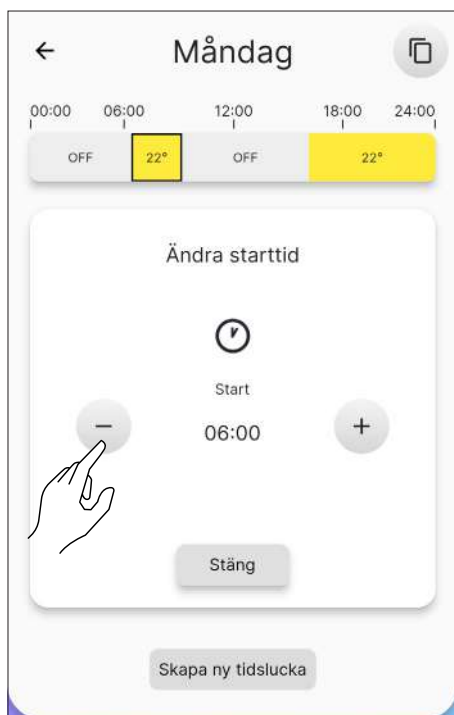 Måndag
00:00 06:00 12:00 18:00 24:00
OFF 22° OFF 22°
Ändra starttid
Start
06:00
Stäng
Skapa ny tidslucka